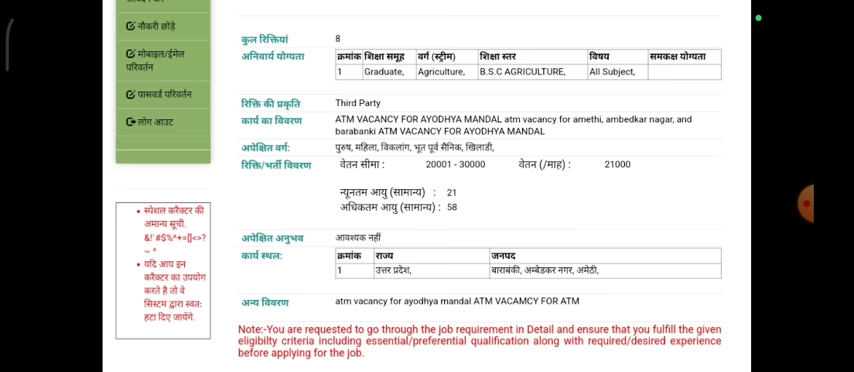 नौकरी छोड़े
मोबाइल/ईमेल
परिवर्तन
पासवर्ड परिवर्तन
लोग आउट
स्पेशल करैक्टर की
अमान्य सूची.
यदि आप इन
करैक्टर का उपयोग
करते है तो वे
सिस्टम द्वारा स्वतः
हटा दिए जायेंगे.
कुल रिक्तियां 8
अनिवार्य योग्यता
क्रमांक शिक्षा समूह वर्ग (स्ट्रीम) शिक्षा स्तर विषय समकक्ष योग्यता
1 Graduate, Agriculture, B.S.C AGRICULTURE, All Subject,
रिक्ति की प्रकृति Third Party
कार्य का विवरण ATM VACANCY FOR AYODHYA MANDAL atm vacancy for amethi, ambedkar nagar, and
barabanki ATM VACANCY FOR AYODHYA MANDAL
अपेक्षित वर्ग: पुरुष, महिला, विकलांग, भूत पूर्व सैनिक, खिलाडी,
रिक्ति/भर्ती विवरण वेतन सीमा : 20001 - 30000 वेतन (/माह) : 21000
न्यूनतम आयु (सामान्य) : 21
अधिकतम आयु (सामान्य) : 58
अपेक्षित अनुभव आवश्यक नहीं
कार्य स्थल:
क्रमांक राज्य जनपद
1 उत्तर प्रदेश, बाराबंकी, अम्बेडकर नगर, अमेठी,
अन्य विवरण atm vacancy for ayodhya mandal ATM VACAMCY FOR ATM
Note:-You are requested to go through the job requirement in Detail and ensure that you fulfill the given
eligibilty criteria including essential/preferential qualification along with required/desired experience
before applying for the job.